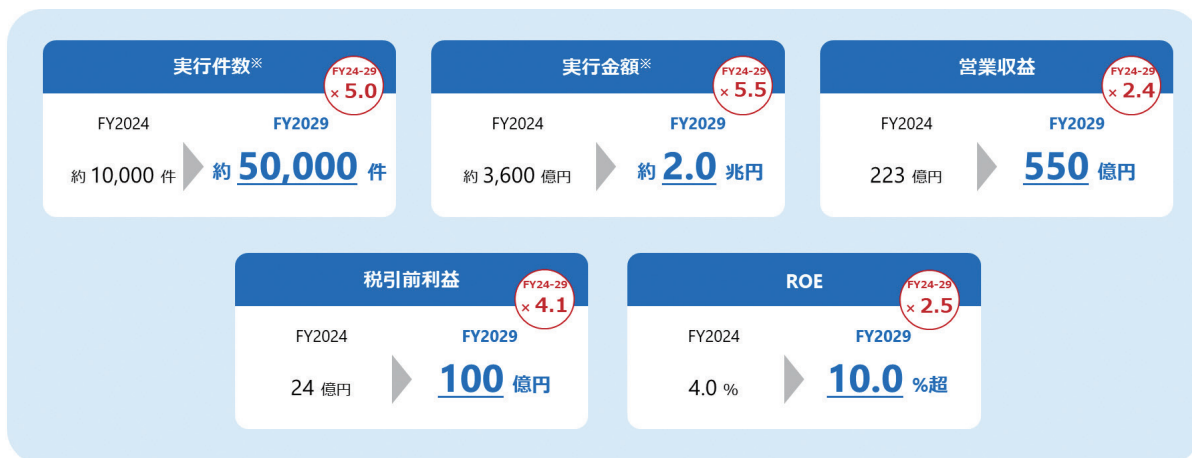 実行件数※
FY24-29
× 5.0
FY2024
FY2029
約 10,000 件
約 50,000 件
実行金額※
FY24-29
× 5.5
FY2024
FY2029
約 3,600 億円
約 2.0 兆円
営業収益
FY24-29
× 2.4
FY2024
FY2029
223 億円
550 億円
税引前利益
FY24-29
× 4.1
FY2024
FY2029
24 億円
100 億円
ROE
FY24-29
× 2.5
FY2024
FY2029
4.0 %
10.0 %超